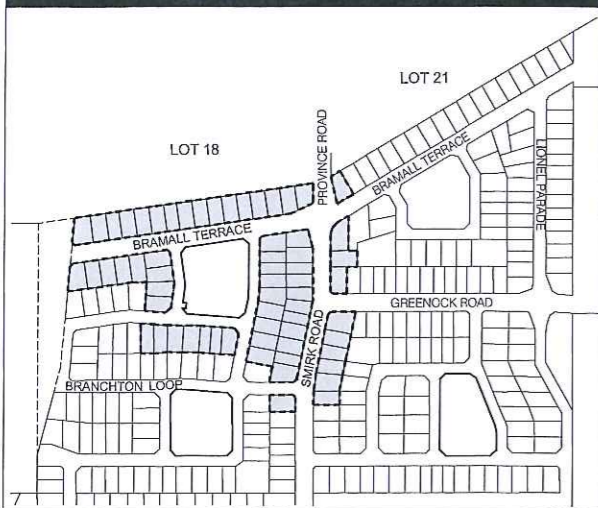 LOT 21
PROVINCE ROAD
LOT 18
BRAMALL TERRACE
LIONEL PARADE
BRAMALL TERRACE
GREENOCK ROAD
SMIRK ROAD
BRANCHTON LOOP